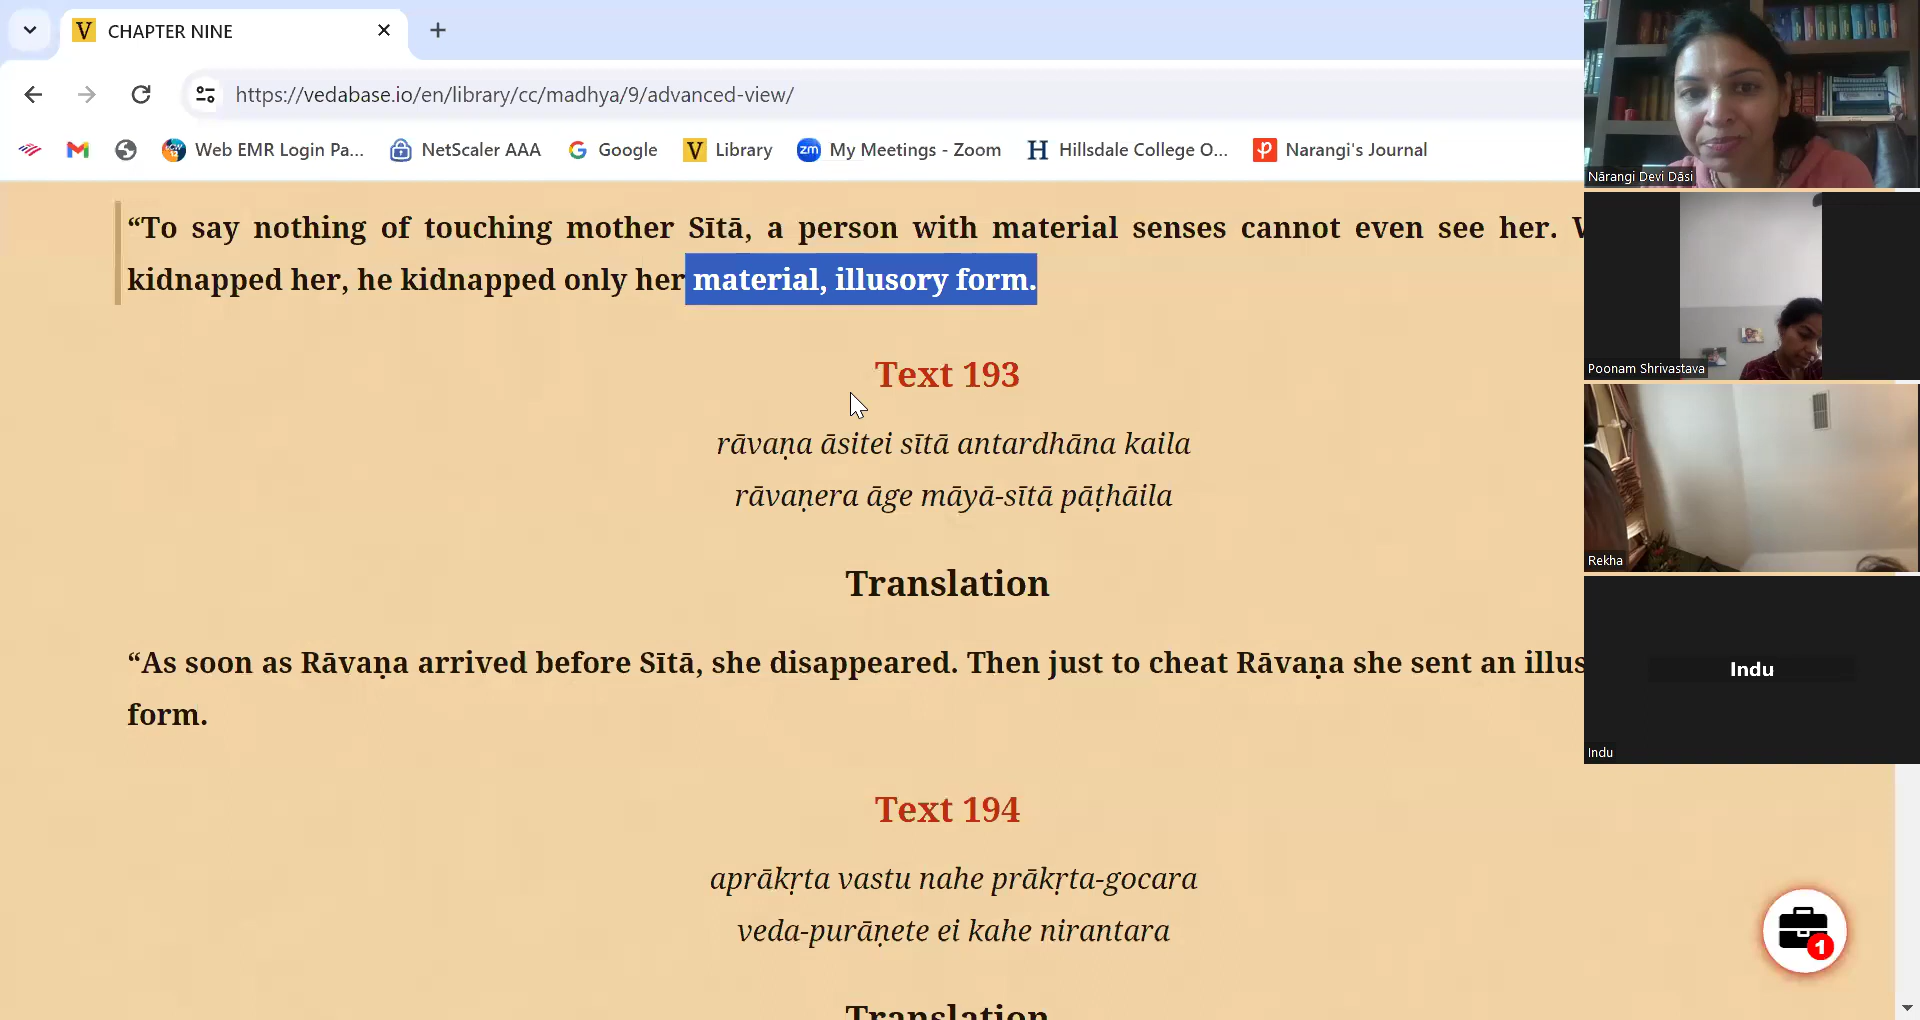 CHAPTER NINE
https://vedabase.io/en/library/cc/madhya/9/advanced-view/
Web EMR Login Pa... NetScaler AAA Google Library My Meetings - Zoom Hillsdale College O... Narangi's Journal
“To say nothing of touching mother Sītā, a person with material senses cannot even see her.
kidnapped her, he kidnapped only her material, illusory form.
Text 193
rāvaṇa āsitei sītā antardhāna kaila
rāvaṇera āge māyā-sītā pāṭhāila
Translation
“As soon as Rāvaṇa arrived before Sītā, she disappeared. Then just to cheat Rāvaṇa she sent an illus
form.
Text 194
aprākṛta vastu nahe prākṛta-gocara
veda-purāṇete ei kahe nirantara
Translation
1
Nārangi Devi Dāsi
Poonam Shrivastava
Rekha
Indu
Indu